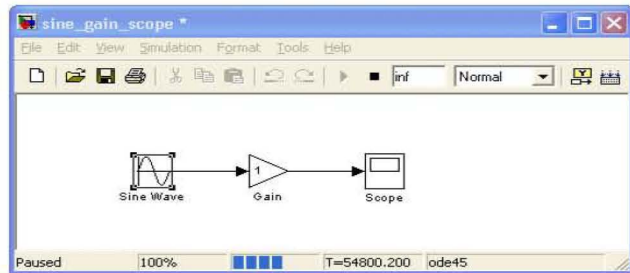 sine_gain_scope *
File Edit View Simulation Format Tools Help
inf Normal
1
Sine Wave Gain Scope
Paused 100% T=54800.200 ode45